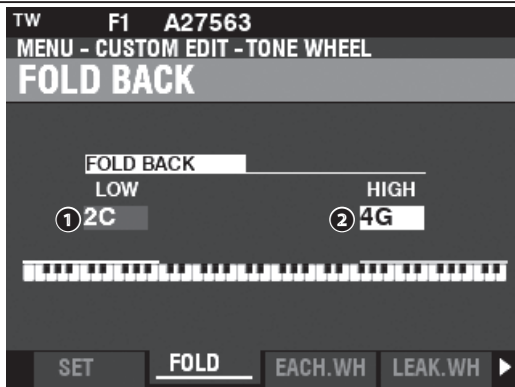 TW F1 A27563
MENU - CUSTOM EDIT - TONE WHEEL
FOLD BACK
FOLD BACK
LOW HIGH
① 2C ② 4G
SET FOLD EACH.WH LEAK.WH ▶